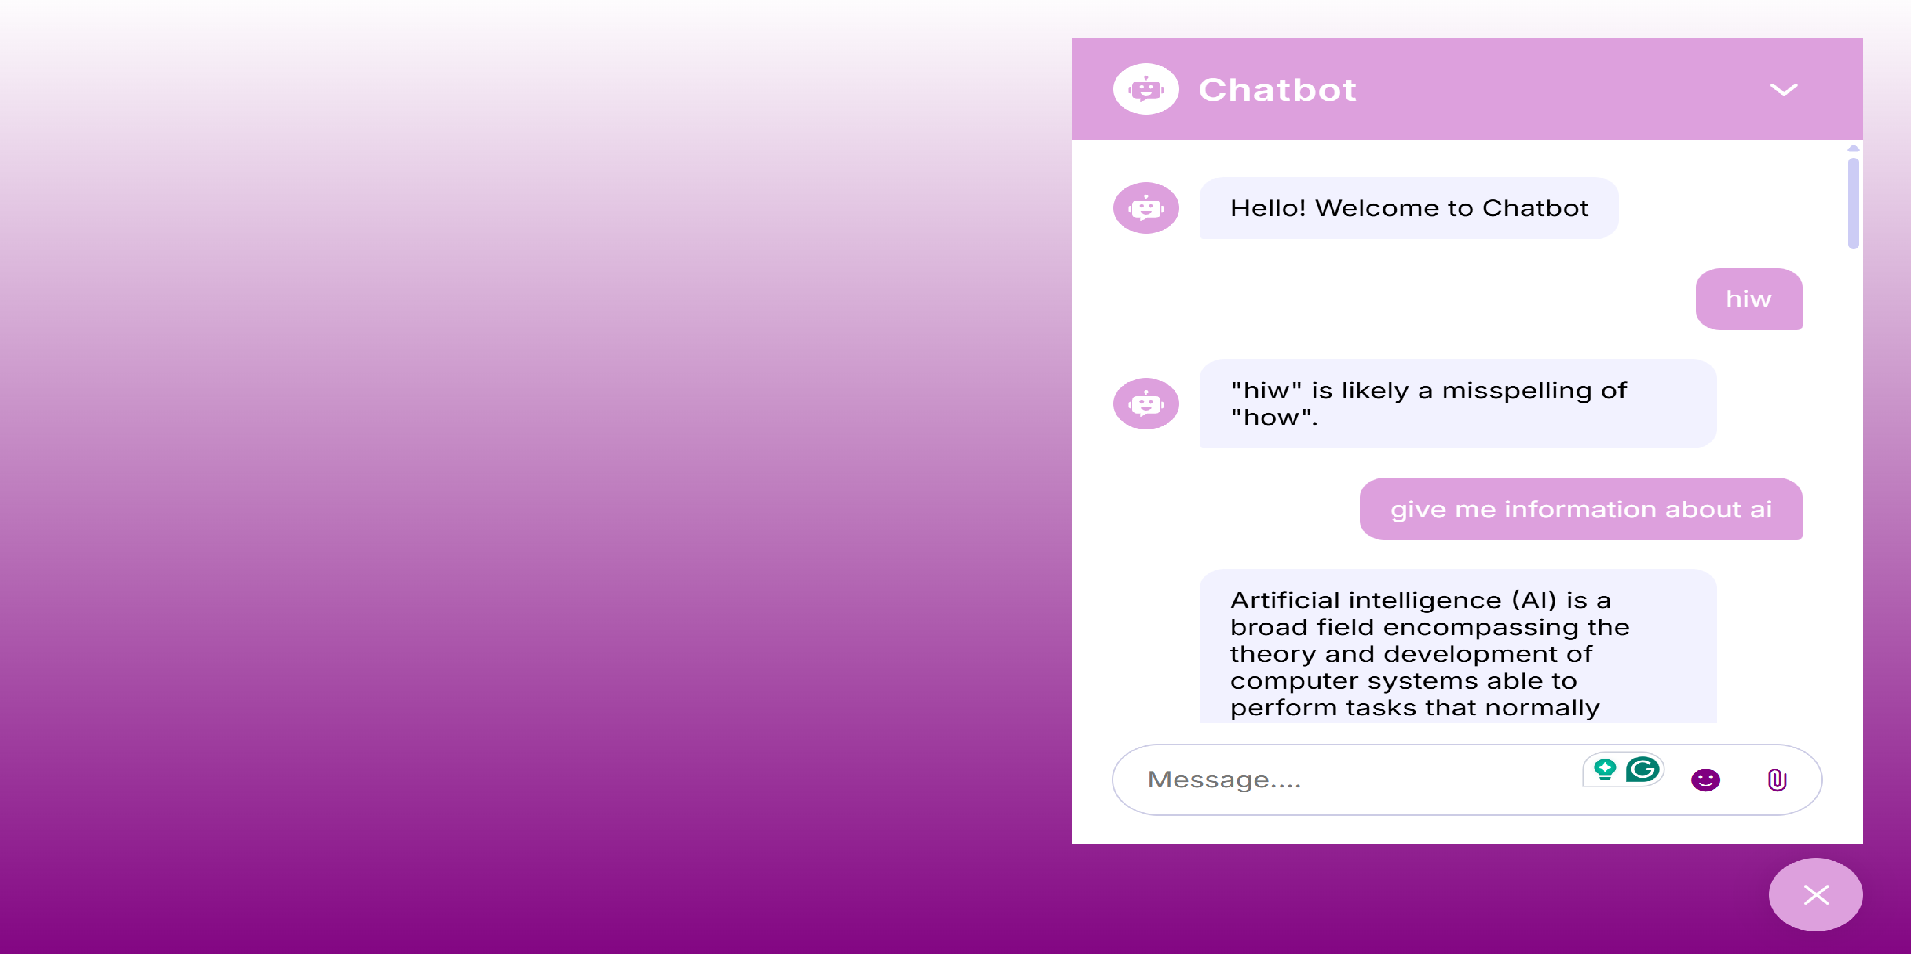 Chatbot
Hello! Welcome to Chatbot
hiw
"hiw" is likely a misspelling of
"how".
give me information about ai
Artificial intelligence (AI) is a
broad field encompassing the
theory and development of
computer systems able to
perform tasks that normally
Message....